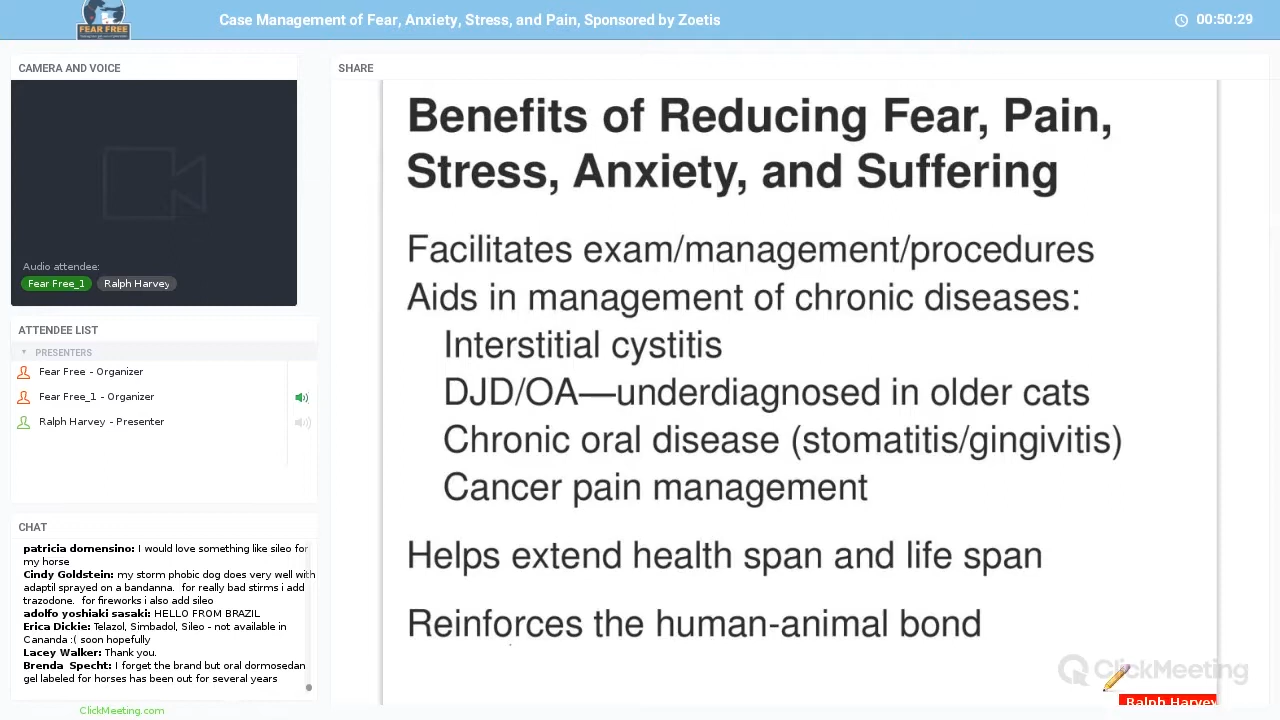 FEAR FREE
Case Management of Fear, Anxiety, Stress, and Pain, Sponsored by Zoetis
00:50:29
CAMERA AND VOICE
Audio attendee:
Fear Free_1
Ralph Harvey
ATTENDEE LIST
PRESENTERS
Fear Free - Organizer
Fear Free_1 - Organizer
Ralph Harvey - Presenter
CHAT
patricia domensino: I would love something like sileo for
my horse
Cindy Goldstein: my storm phobic dog does very well with
adaptil sprayed on a bandanna. for really bad stirms i add
trazodone. for fireworks i also add sileo
adolfo yoshiaki sasaki: HELLO FROM BRAZIL
Erica Dickie: Telazol, Simbadol, Sileo - not available in
Cananda :( soon hopefully
Lacey Walker: Thank you.
Brenda Specht: I forget the brand but oral dormosedan
gel labeled for horses has been out for several years
ClickMeeting.com
SHARE
Benefits of Reducing Fear, Pain,
Stress, Anxiety, and Suffering
Facilitates exam/management/procedures
Aids in management of chronic diseases:
Interstitial cystitis
DJD/OA—underdiagnosed in older cats
Chronic oral disease (stomatitis/gingivitis)
Cancer pain management
Helps extend health span and life span
Reinforces the human-animal bond
ClickMeeting
Ralph Harvey